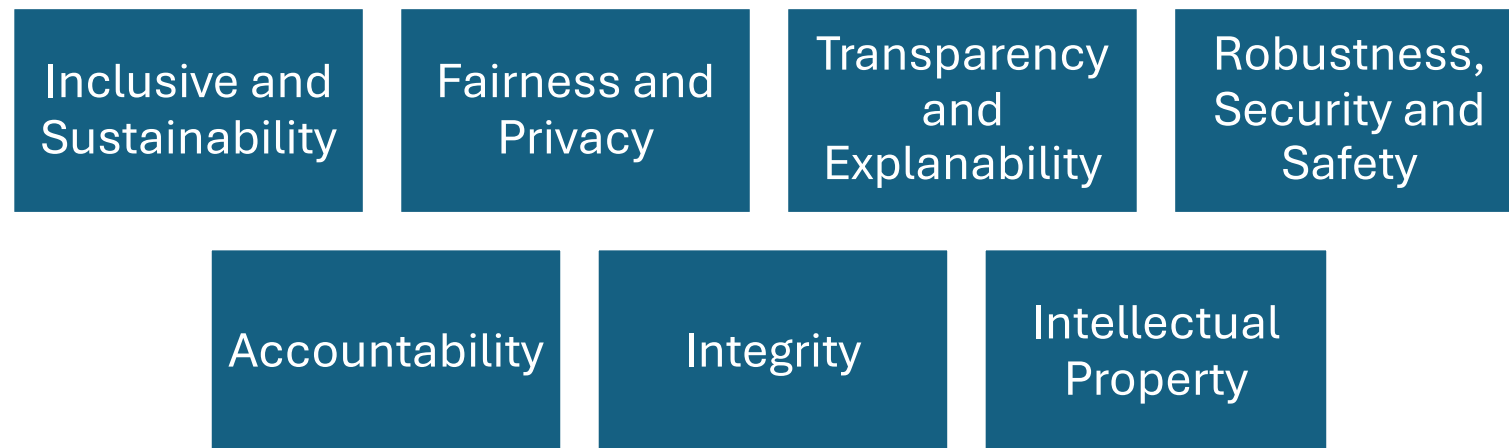 Inclusive and
Sustainability
Fairness and
Privacy
Transparency
and
Explanability
Robustness,
Security and
Safety
Accountability
Integrity
Intellectual
Property